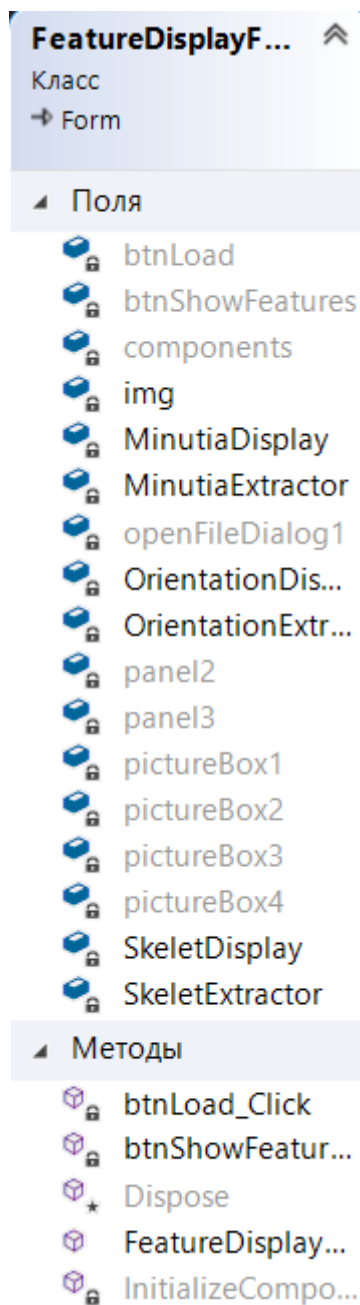 FeatureDisplayF...
Класс
Form
Поля
btnLoad
btnShowFeatures
components
img
MinutiaDisplay
MinutiaExtractor
openFileDialog1
OrientationDis...
OrientationExtr...
panel2
panel3
pictureBox1
pictureBox2
pictureBox3
pictureBox4
SkeletDisplay
SkeletExtractor
Методы
btnLoad_Click
btnShowFeatur...
Dispose
FeatureDisplay...
InitializeCompo...